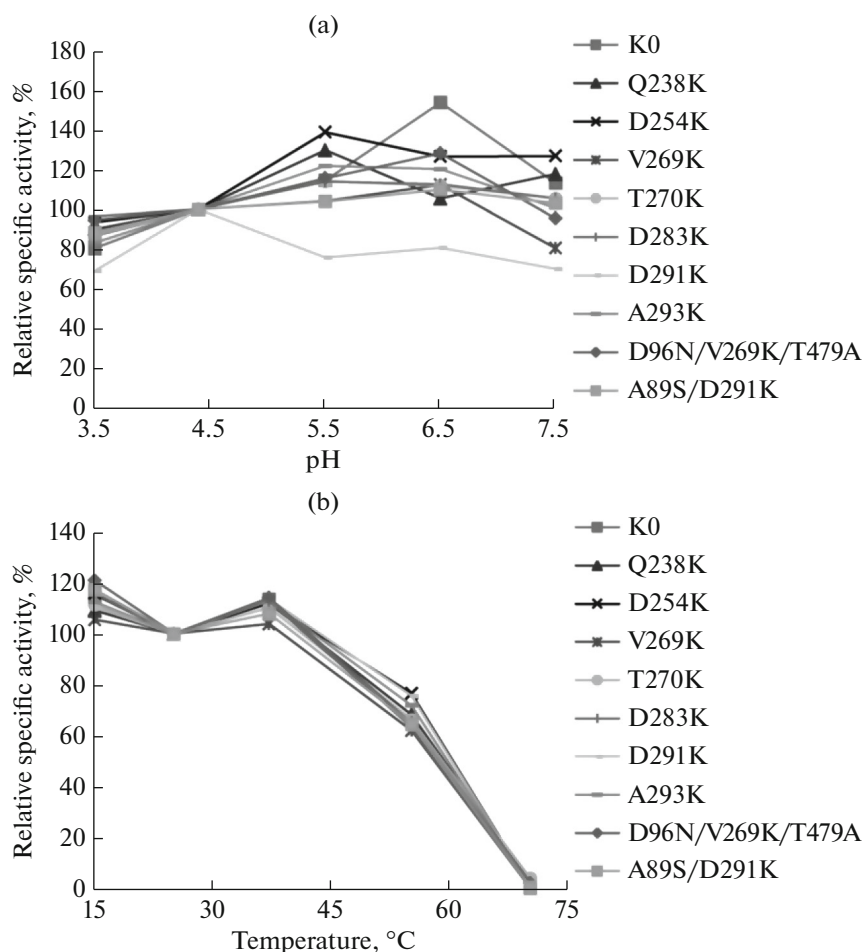 (a)
Relative specific activity, %
180
160
140
120
100
80
60
40
20
0
3.5 4.5 5.5 6.5 7.5
pH
K0
Q238K
D254K
V269K
T270K
D283K
D291K
A293K
D96N/V269K/T479A
A89S/D291K
(b)
Relative specific activity, %
140
120
100
80
60
40
20
0
15 30 45 60 75
Temperature, °C
K0
Q238K
D254K
V269K
T270K
D283K
D291K
A293K
D96N/V269K/T479A
A89S/D291K